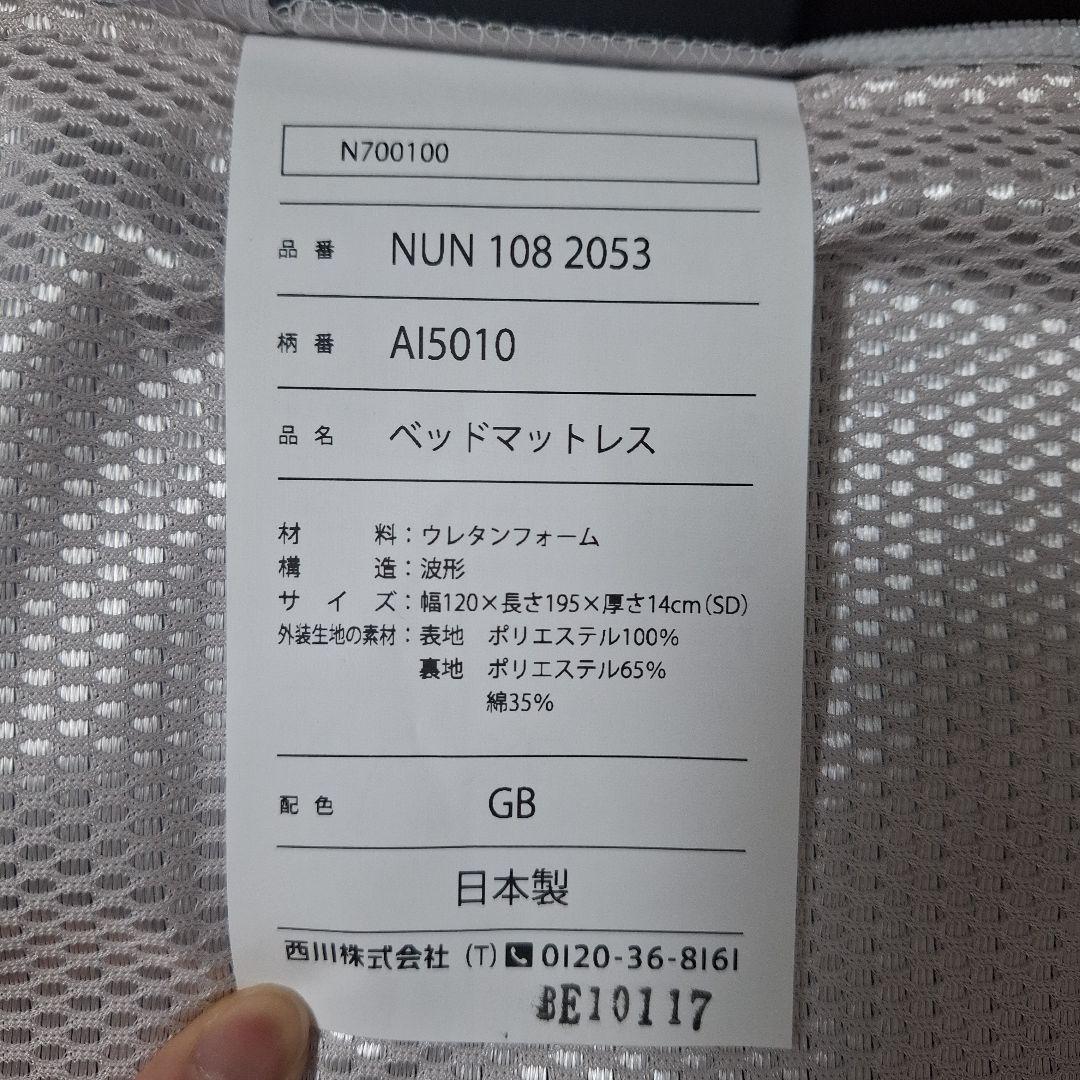 N700100
品番 NUN 108 2053
柄番 AI5010
品名 ベッドマットレス
材料：ウレタンフォーム
構造：波形
サイズ：幅120×長さ195×厚さ14cm（SD）
外装生地の素材：表地 ポリエステル100%
裏地 ポリエステル65%
綿35%
配色 GB
日本製
西川株式会社（T）0120-36-8161
BE10117